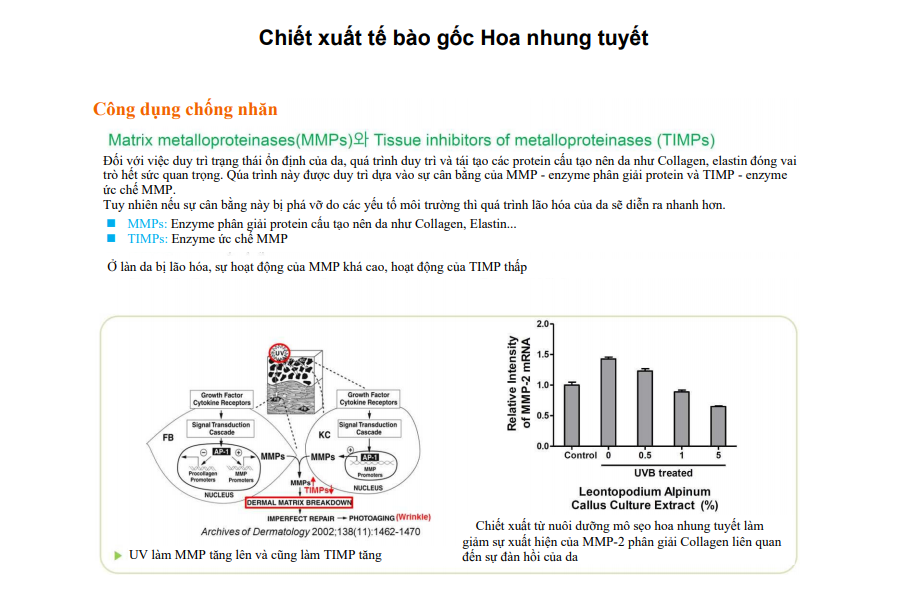 Chiết xuất tế bào gốc Hoa nhung tuyết
Công dụng chống nhăn
Matrix metalloproteinases(MMPs)와 Tissue inhibitors of metalloproteinases (TIMPs)
Đối với việc duy trì trạng thái ổn định của da, quá trình duy trì và tái tạo các protein cấu tạo nên da như Collagen, elastin đóng vai
trò hết sức quan trọng. Qúa trình này được duy trì dựa vào sự cân bằng của MMP - enzyme phân giải protein và TIMP - enzyme
ức chế MMP.
Tuy nhiên nếu sự cân bằng này bị phá vỡ do các yếu tố môi trường thì quá trình lão hóa của da sẽ diễn ra nhanh hơn.
MMPs: Enzyme phân giải protein cấu tạo nên da như Collagen, Elastin...
TIMPs: Enzyme ức chế MMP
Ở làn da bị lão hóa, sự hoạt động của MMP khá cao, hoạt động của TIMP thấp
UV
Growth Factor
Cytokine Receptors
Growth Factor
Cytokine Receptors
Signal Transduction
Cascade
Signal Transduction
Cascade
FB
KC
AP-1
AP-1
Procollagen
Promoters
MMP
Promoters
MMP
Promoters
NUCLEUS
NUCLEUS
MMPs
MMPs
MMPs
TIMPs
DERMAL MATRIX BREAKDOWN
IMPERFECT REPAIR → PHOTOAGING (Wrinkle)
Archives of Dermatology 2002;138(11):1462-1470
UV làm MMP tăng lên và cũng làm TIMP tăng
Relative Intensity
of MMP-2 mRNA
2.0
1.5
1.0
0.5
0.0
Control 0 0.5 1 5
UVB treated
Leontopodium Alpinum
Callus Culture Extract (%)
Chiết xuất từ nuôi dưỡng mô sẹo hoa nhung tuyết làm
giảm sự xuất hiện của MMP-2 phân giải Collagen liên quan
đến sự đàn hồi của da